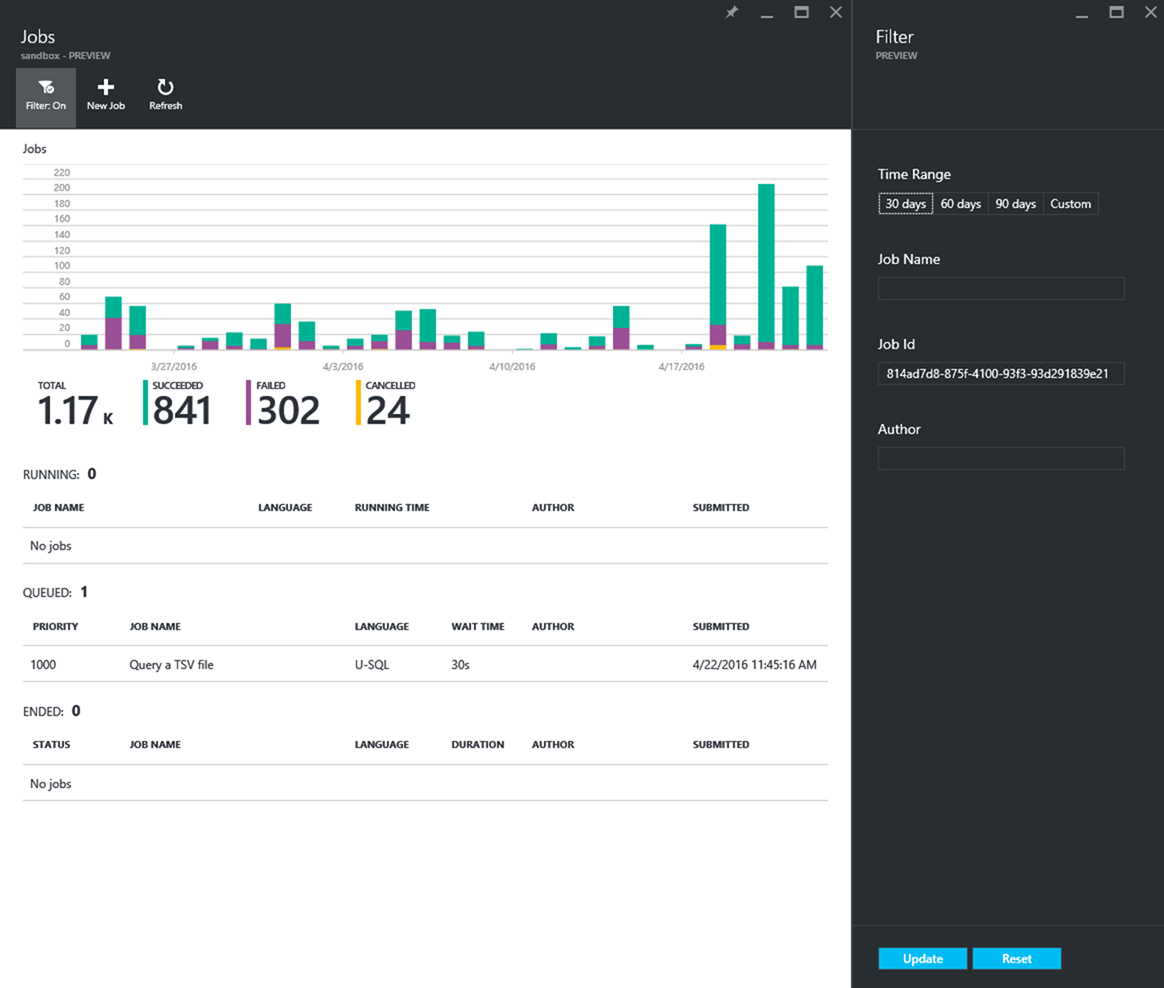 Jobs
sandbox - PREVIEW
Filter: On
New Job
Refresh
Jobs
220
200
180
160
140
120
100
80
60
40
20
0
3/27/2016
4/3/2016
4/10/2016
4/17/2016
TOTAL
1.17 K
SUCCEEDED
841
FAILED
302
CANCELLED
24
RUNNING: 0
JOB NAME LANGUAGE RUNNING TIME AUTHOR SUBMITTED
No jobs
QUEUED: 1
PRIORITY JOB NAME LANGUAGE WAIT TIME AUTHOR SUBMITTED
1000 Query a TSV file U-SQL 30s 4/22/2016 11:45:16 AM
ENDED: 0
STATUS JOB NAME LANGUAGE DURATION AUTHOR SUBMITTED
No jobs
Filter
PREVIEW
Time Range
30 days 60 days 90 days Custom
Job Name
Job Id
814ad7d8-875f-4100-93f3-93d291839e21
Author
Update Reset